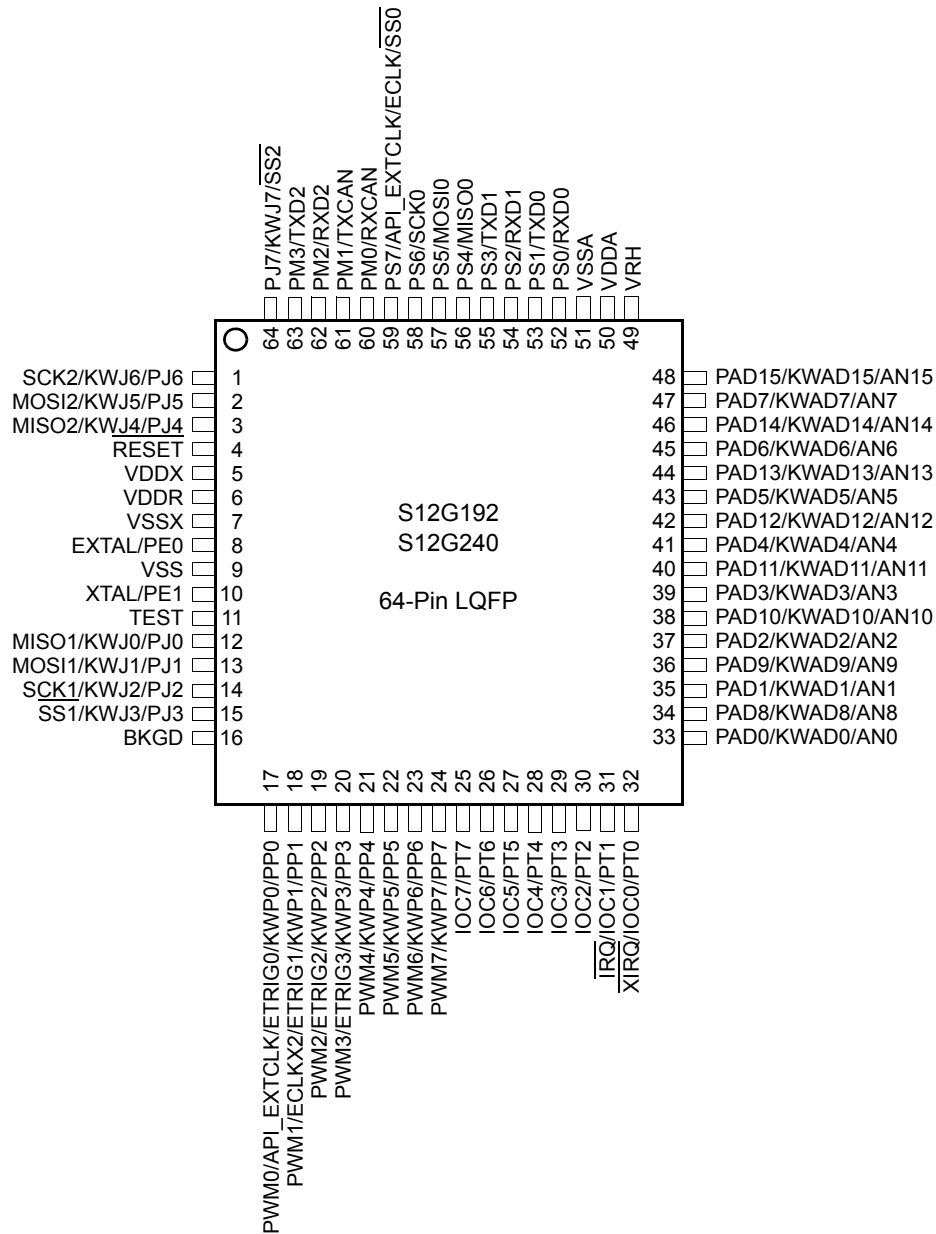 PJ7/KWJ7/SS2
PM3/TXD2
PM2/RXD2
PM1/TXCAN
PM0/RXCAN
PS7/API_EXTCLK/ECLK/SS0
PS6/SCK0
PS5/MOSI0
PS4/MISO0
PS3/TXD1
PS2/RXD1
PS1/TXD0
PS0/RXD0
VSSA
VDDA
VRH
64
63
62
61
60
59
58
57
56
55
54
53
52
51
50
49
SCK2/KWJ6/PJ6 1
MOSI2/KWJ5/PJ5 2
MISO2/KWJ4/PJ4 3
RESET 4
VDDX 5
VDDR 6
VSSX 7
EXTAL/PE0 8
VSS 9
XTAL/PE1 10
TEST 11
MISO1/KWJ0/PJ0 12
MOSI1/KWJ1/PJ1 13
SCK1/KWJ2/PJ2 14
SS1/KWJ3/PJ3 15
BKGD 16
S12G192
S12G240
64-Pin LQFP
48 PAD15/KWAD15/AN15
47 PAD7/KWAD7/AN7
46 PAD14/KWAD14/AN14
45 PAD6/KWAD6/AN6
44 PAD13/KWAD13/AN13
43 PAD5/KWAD5/AN5
42 PAD12/KWAD12/AN12
41 PAD4/KWAD4/AN4
40 PAD11/KWAD11/AN11
39 PAD3/KWAD3/AN3
38 PAD10/KWAD10/AN10
37 PAD2/KWAD2/AN2
36 PAD9/KWAD9/AN9
35 PAD1/KWAD1/AN1
34 PAD8/KWAD8/AN8
33 PAD0/KWAD0/AN0
17
18
19
20
21
22
23
24
25
26
27
28
29
30
31
32
PWM0/API_EXTCLK/ETRIG0/KWP0/PP0
PWM1/ECLKX2/ETRIG1/KWP1/PP1
PWM2/ETRIG2/KWP2/PP2
PWM3/ETRIG3/KWP3/PP3
PWM4/KWP4/PP4
PWM5/KWP5/PP5
PWM6/KWP6/PP6
PWM7/KWP7/PP7
IOC7/PT7
IOC6/PT6
IOC5/PT5
IOC4/PT4
IOC3/PT3
IOC2/PT2
IRQ/IOC1/PT1
XIRQ/IOC0/PT0